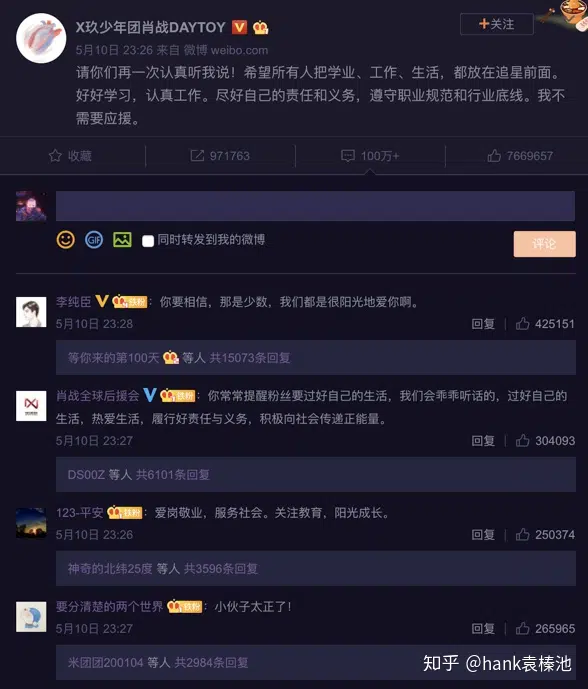 X玖少年团肖战DAYTOY
+关注
5月10日 23:26 来自 微博 weibo.com
请你们再一次认真听我说！希望所有人把学业、工作、生活，都放在追星前面。
好好学习，认真工作。尽好自己的责任和义务，遵守职业规范和行业底线。我不
需要应援。
收藏
971763
100万+
7669657
GIF
同时转发到我的微博
评论
李纯臣 铁粉：你要相信，那是少数，我们都是很阳光地爱你啊。
5月10日 23:28
回复
425151
等你来的第100天 等人 共15073条回复
肖战全球后援会 铁粉：你常常提醒粉丝要过好自己的生活，我们会乖乖听话的，过好自己的
生活，热爱生活，履行好责任与义务，积极向社会传递正能量。
5月10日 23:27
回复
304093
DS00Z 等人 共6101条回复
123-平安 铁粉：爱岗敬业，服务社会。关注教育，阳光成长。
5月10日 23:26
回复
250374
神奇的北纬25度 等人 共3596条回复
要分清楚的两个世界 铁粉：小伙子太正了！
5月10日 23:27
回复
265965
米团团200104 等人 共2984条回复
知乎 @hank袁榛池